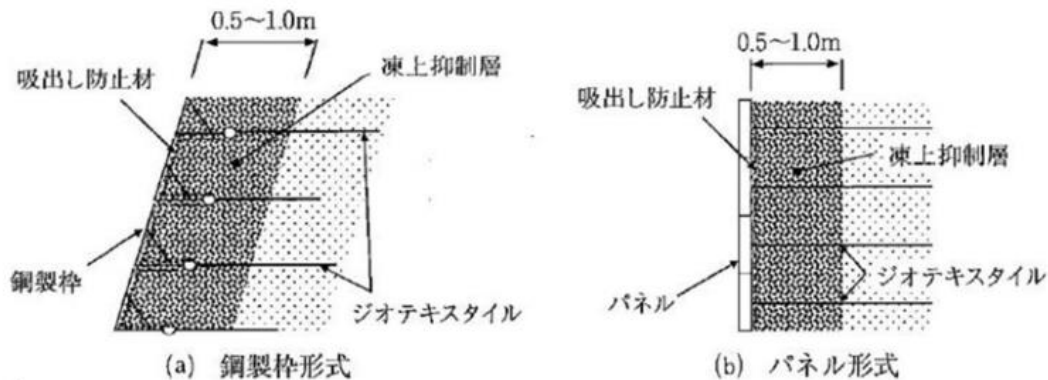 0.5〜1.0m
吸出し防止材
凍上抑制層
鋼製枠
ジオテキスタイル
(a) 鋼製枠形式
0.5〜1.0m
吸出し防止材
凍上抑制層
パネル
ジオテキスタイル
(b) パネル形式